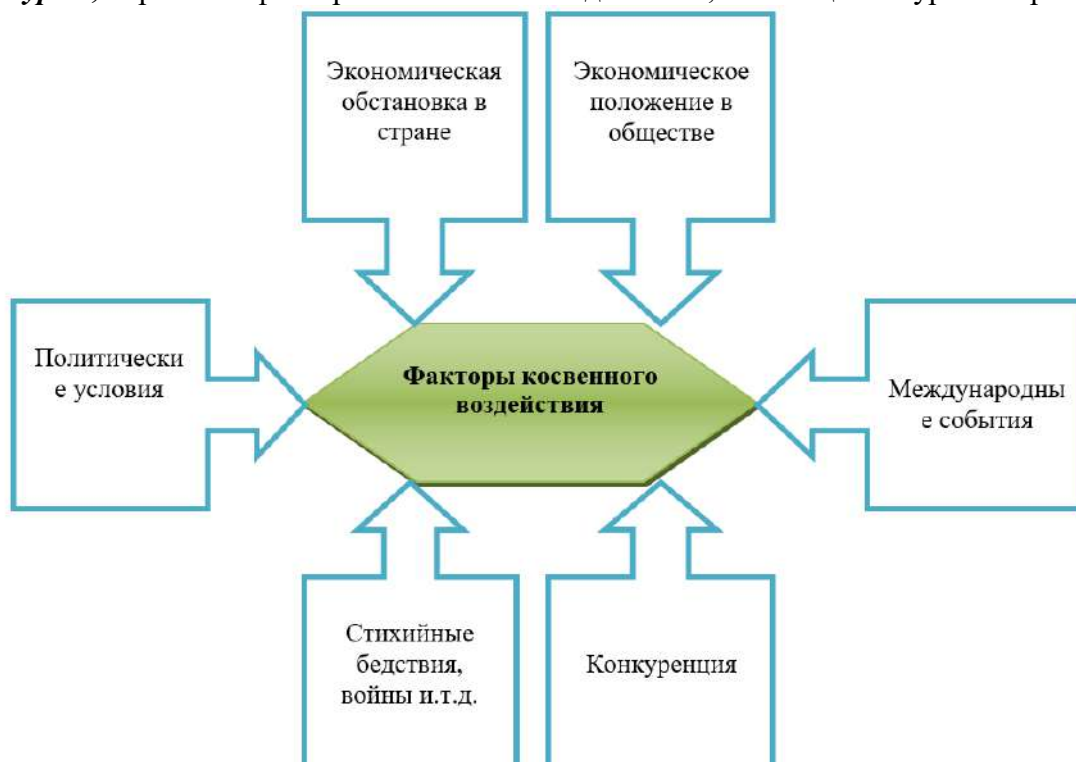 Экономическая
обстановка в
стране
Экономическое
положение в
обществе
Политически
е условия
Факторы косвенного
воздействия
Международны
е события
Стихийные
бедствия,
войны и.т.д.
Конкуренция